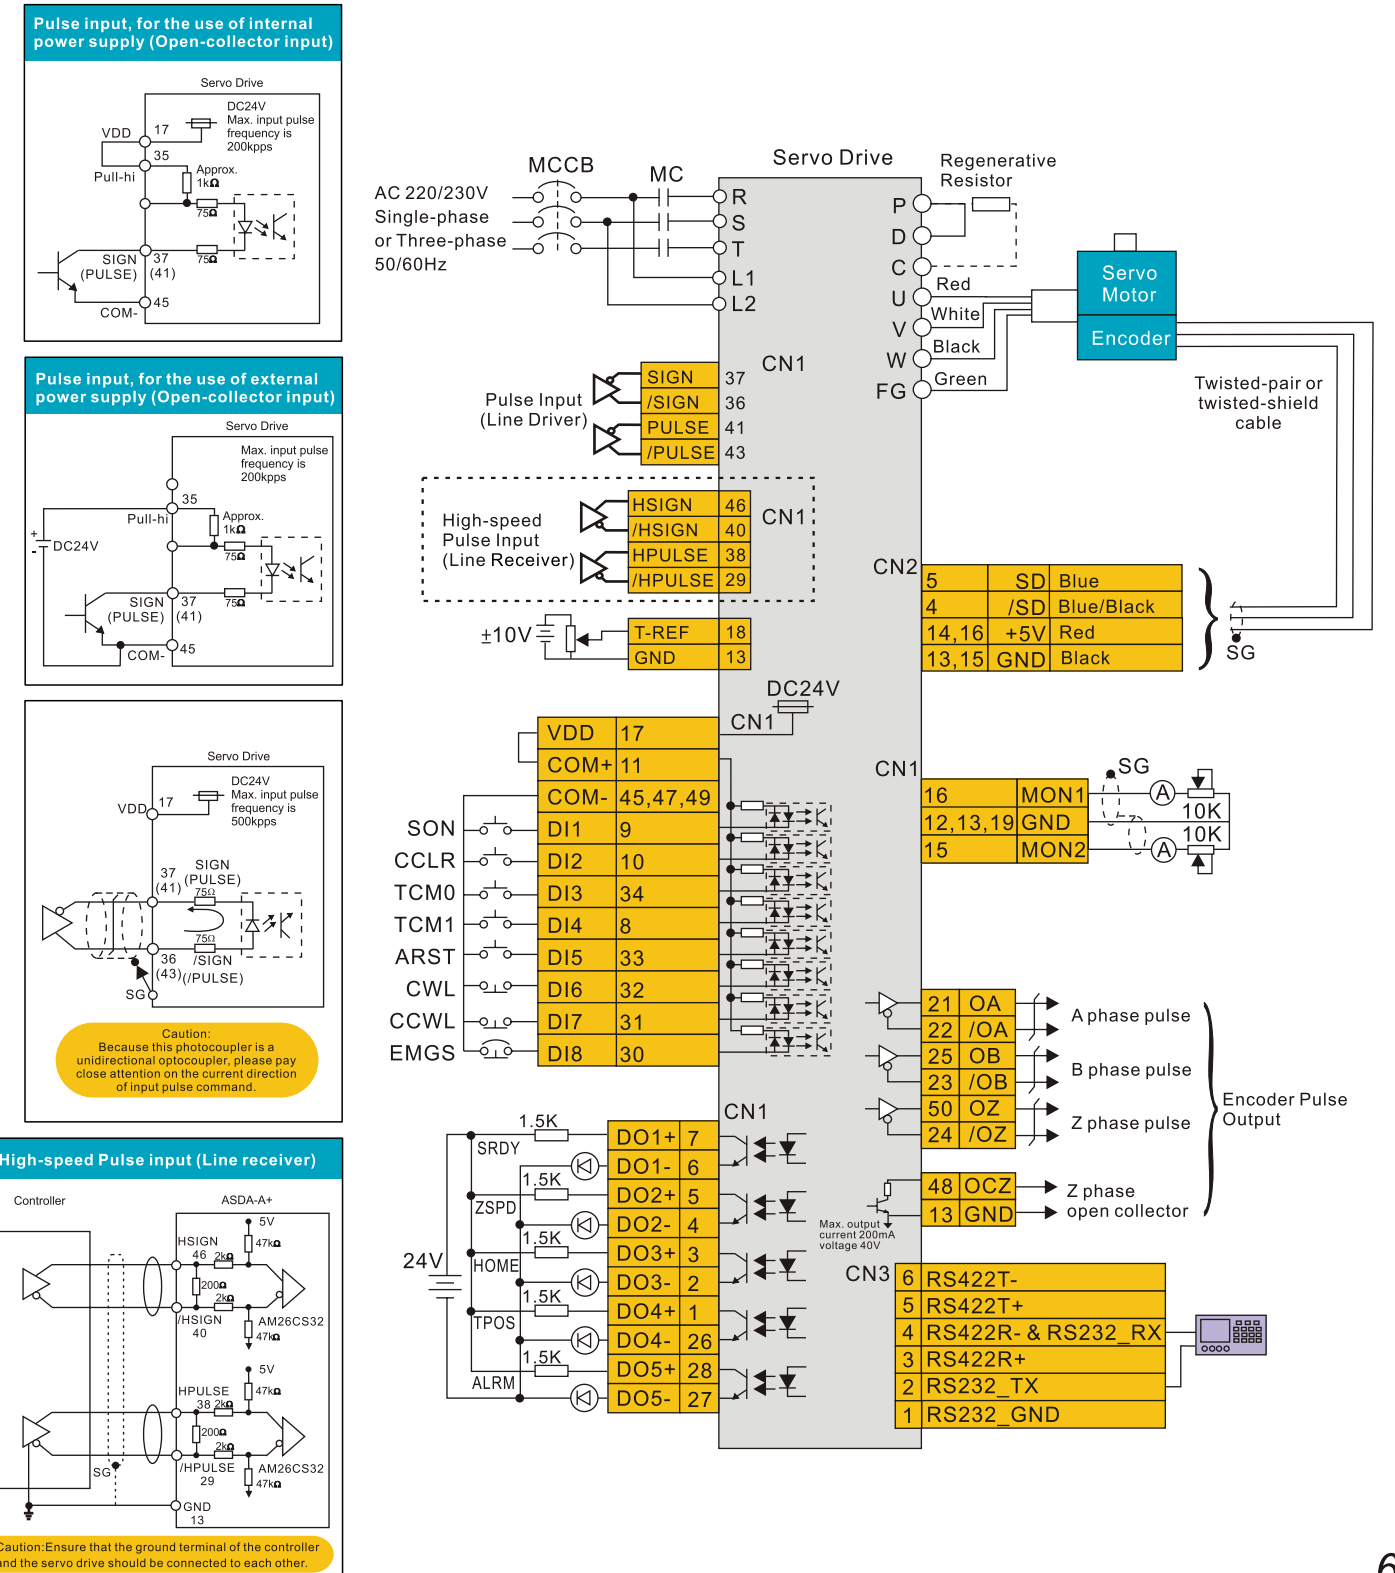 Pulse input, for the use of internal
power supply (Open-collector input)
Servo Drive
DC24V
Max. input pulse
frequency is
200kpps
VDD
17
35
Pull-hi
Approx.
1kΩ
75Ω
75Ω
SIGN
(PULSE)
37
(41)
45
COM-
Pulse input, for the use of external
power supply (Open-collector input)
Servo Drive
Max. input pulse
frequency is
200kpps
35
Pull-hi
Approx.
1kΩ
+
DC24V
-
75Ω
75Ω
SIGN
(PULSE)
37
(41)
COM-
45
Servo Drive
DC24V
Max. input pulse
frequency is
500kpps
VDD
17
SIGN
(PULSE)
37
(41)
75Ω
75Ω
36
(43)
/SIGN
(/PULSE)
SG
Caution:
Because this photocoupler is a
unidirectional optocoupler, please pay
close attention on the current direction
of input pulse command.
High-speed Pulse input (Line receiver)
Controller
ASDA-A+
5V
47kΩ
HSIGN
46
2kΩ
200Ω
2kΩ
/HSIGN
40
AM26CS32
47kΩ
5V
47kΩ
HPULSE
38
2kΩ
200Ω
2kΩ
/HPULSE
29
AM26CS32
47kΩ
SG
GND
13
Caution:Ensure that the ground terminal of the controller
and the servo drive should be connected to each other.
Servo Drive
MCCB
MC
AC 220/230V
Single-phase
or Three-phase
50/60Hz
R
S
T
L1
L2
Regenerative
Resistor
P
D
C
U
V
W
FG
Red
White
Black
Green
Servo
Motor
Encoder
Twisted-pair or
twisted-shield
cable
CN1
Pulse Input
(Line Driver)
SIGN 37
/SIGN 36
PULSE 41
/PULSE 43
High-speed
Pulse Input
(Line Receiver)
CN1
HSIGN 46
/HSIGN 40
HPULSE 38
/HPULSE 29
±10V
T-REF 18
GND 13
CN2
5 SD Blue
4 /SD Blue/Black
14,16 +5V Red
13,15 GND Black
SG
DC24V
CN1
VDD 17
COM+ 11
COM- 45,47,49
SON DI1 9
CCLR DI2 10
TCM0 DI3 34
TCM1 DI4 8
ARST DI5 33
CWL DI6 32
CCWL DI7 31
EMGS DI8 30
CN1
SG
16 MON1
12,13,19 GND
15 MON2
A
10K
10K
A
21 OA
22 /OA
A phase pulse
25 OB
23 /OB
B phase pulse
50 OZ
24 /OZ
Z phase pulse
48 OCZ
13 GND
Z phase
open collector
Encoder Pulse
Output
Max. output
current 200mA
voltage 40V
CN1
24V
1.5K
SRDY
DO1+ 7
DO1- 6
1.5K
ZSPD
DO2+ 5
DO2- 4
1.5K
HOME
DO3+ 3
DO3- 2
1.5K
TPOS
DO4+ 1
DO4- 26
1.5K
ALRM
DO5+ 28
DO5- 27
CN3
6 RS422T-
5 RS422T+
4 RS422R- & RS232_RX
3 RS422R+
2 RS232_TX
1 RS232_GND